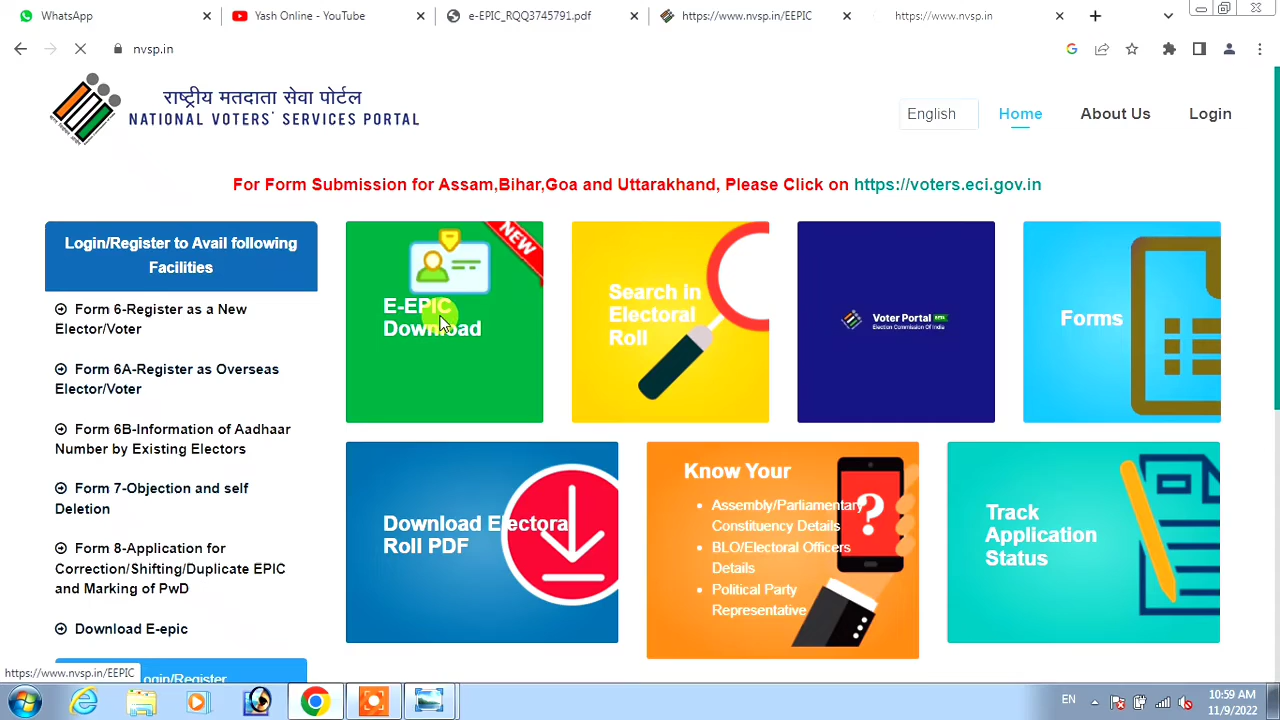 WhatsApp
Yash Online - YouTube
e-EPIC_RQQ3745791.pdf
https://www.nvsp.in/EEPIC
https://www.nvsp.in
nvsp.in
राष्ट्रीय मतदाता सेवा पोर्टल
NATIONAL VOTERS' SERVICES PORTAL
English
Home
About Us
Login
For Form Submission for Assam,Bihar,Goa and Uttarakhand, Please Click on https://voters.eci.gov.in
Login/Register to Avail following
Facilities
Form 6-Register as a New
Elector/Voter
Form 6A-Register as Overseas
Elector/Voter
Form 6B-Information of Aadhaar
Number by Existing Electors
Form 7-Objection and self
Deletion
Form 8-Application for
Correction/Shifting/Duplicate EPIC
and Marking of PwD
Download E-epic
Login/Register
NEW
E-EPIC
Download
Search in
Electoral
Roll
Voter Portal
Election Commission Of India
Forms
Download Electoral
Roll PDF
Know Your
Assembly/Parliamentary
Constituency Details
BLO/Electoral Officers
Details
Political Party
Representative
?
Track
Application
Status
https://www.nvsp.in/EEPIC
EN
10:59 AM
11/9/2022